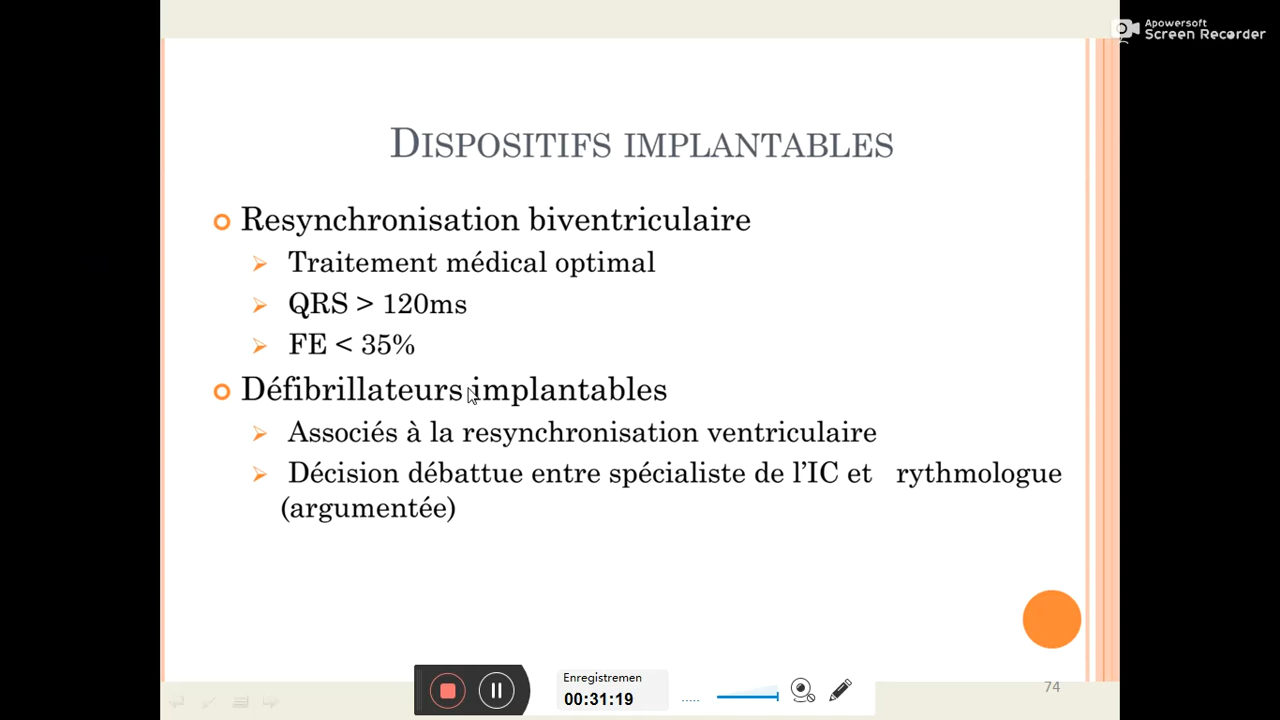 Apowersoft
Screen Recorder
DISPOSITIFS IMPLANTABLES
Resynchronisation biventriculaire
Traitement médical optimal
QRS > 120ms
FE < 35%
Défibrillateurs implantables
Associés à la resynchronisation ventriculaire
Décision débattue entre spécialiste de l'IC et rythmologue
(argumentée)
Enregistremen
00:31:19
.....
74